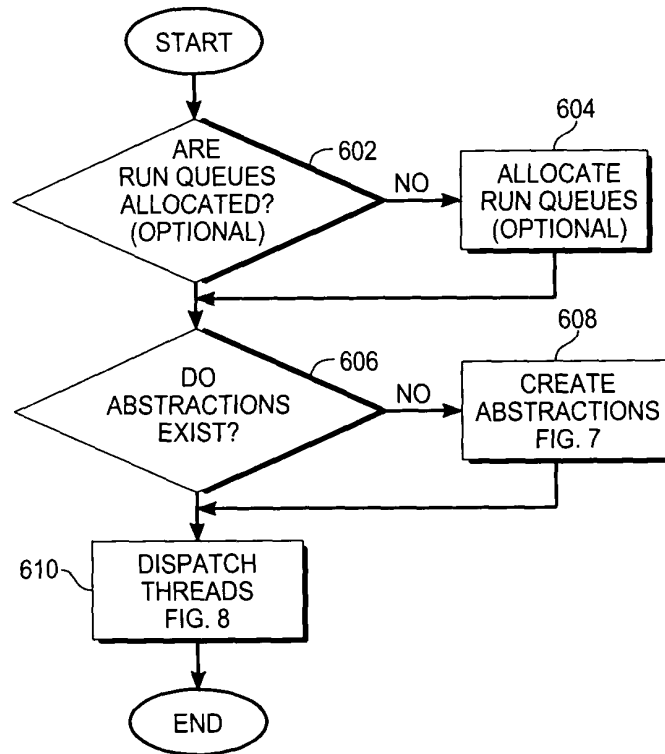 START
ARE
RUN QUEUES
ALLOCATED?
(OPTIONAL)
602
NO
604
ALLOCATE
RUN QUEUES
(OPTIONAL)
DO
ABSTRACTIONS
EXIST?
606
NO
608
CREATE
ABSTRACTIONS
FIG. 7
610
DISPATCH
THREADS
FIG. 8
END